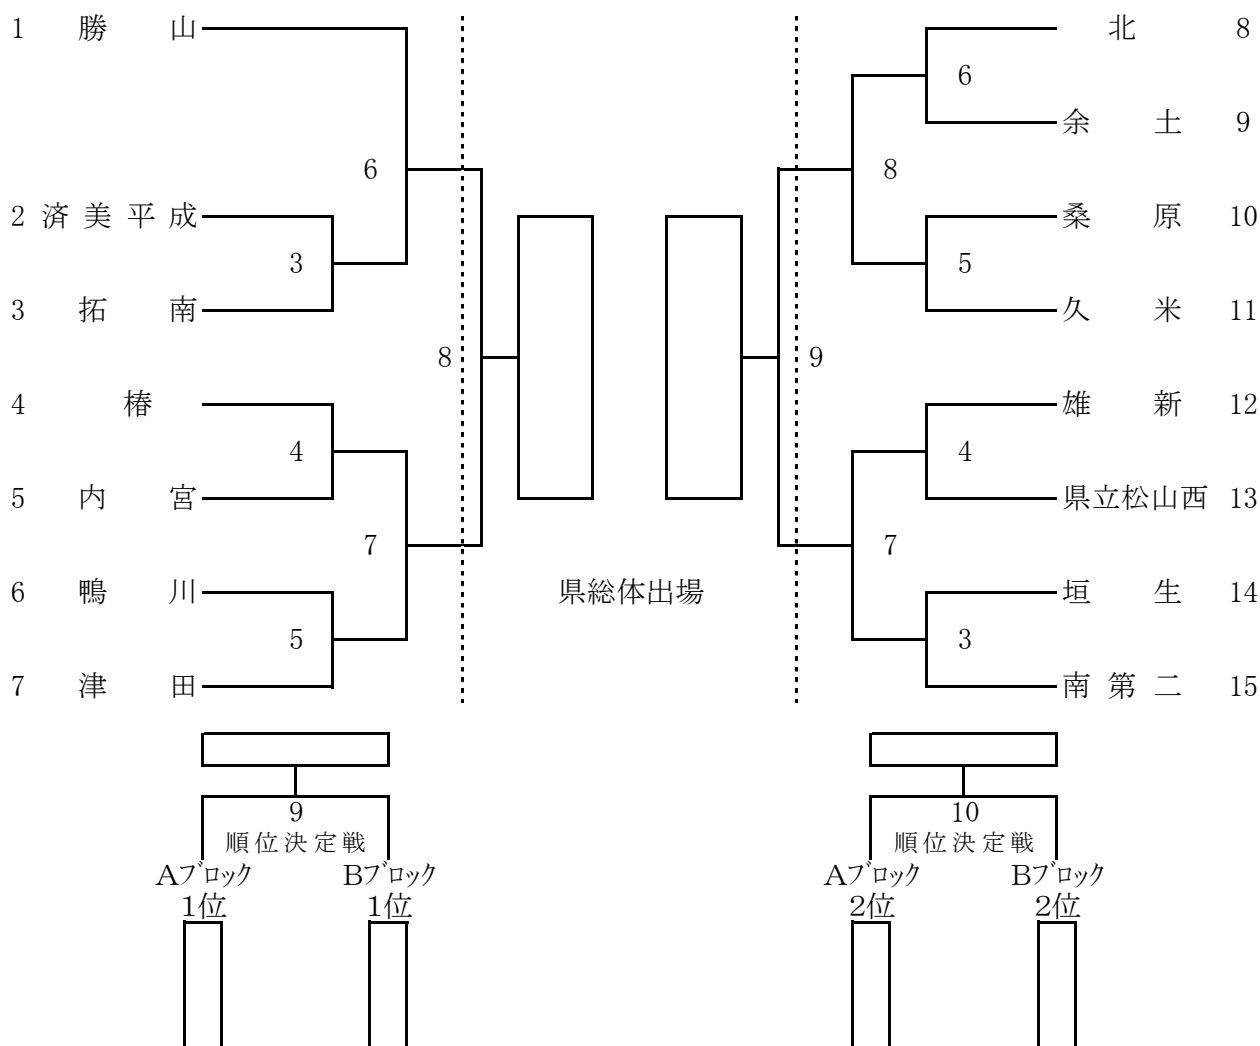 1 勝 山
北 8
6
余 土 9
6
8
2 済 美 平 成
桑 原 10
3
5
3 拓 南
久 米 11
8
9
4 椿
雄 新 12
4
4
5 内 宮
県立松山西 13
7
7
6 鴨 川
県総体出場
垣 生 14
5
3
7 津 田
南 第 二 15
9
10
順位決定戦
順位決定戦
Aブロック
Bブロック
Aブロック
Bブロック
1位
1位
2位
2位